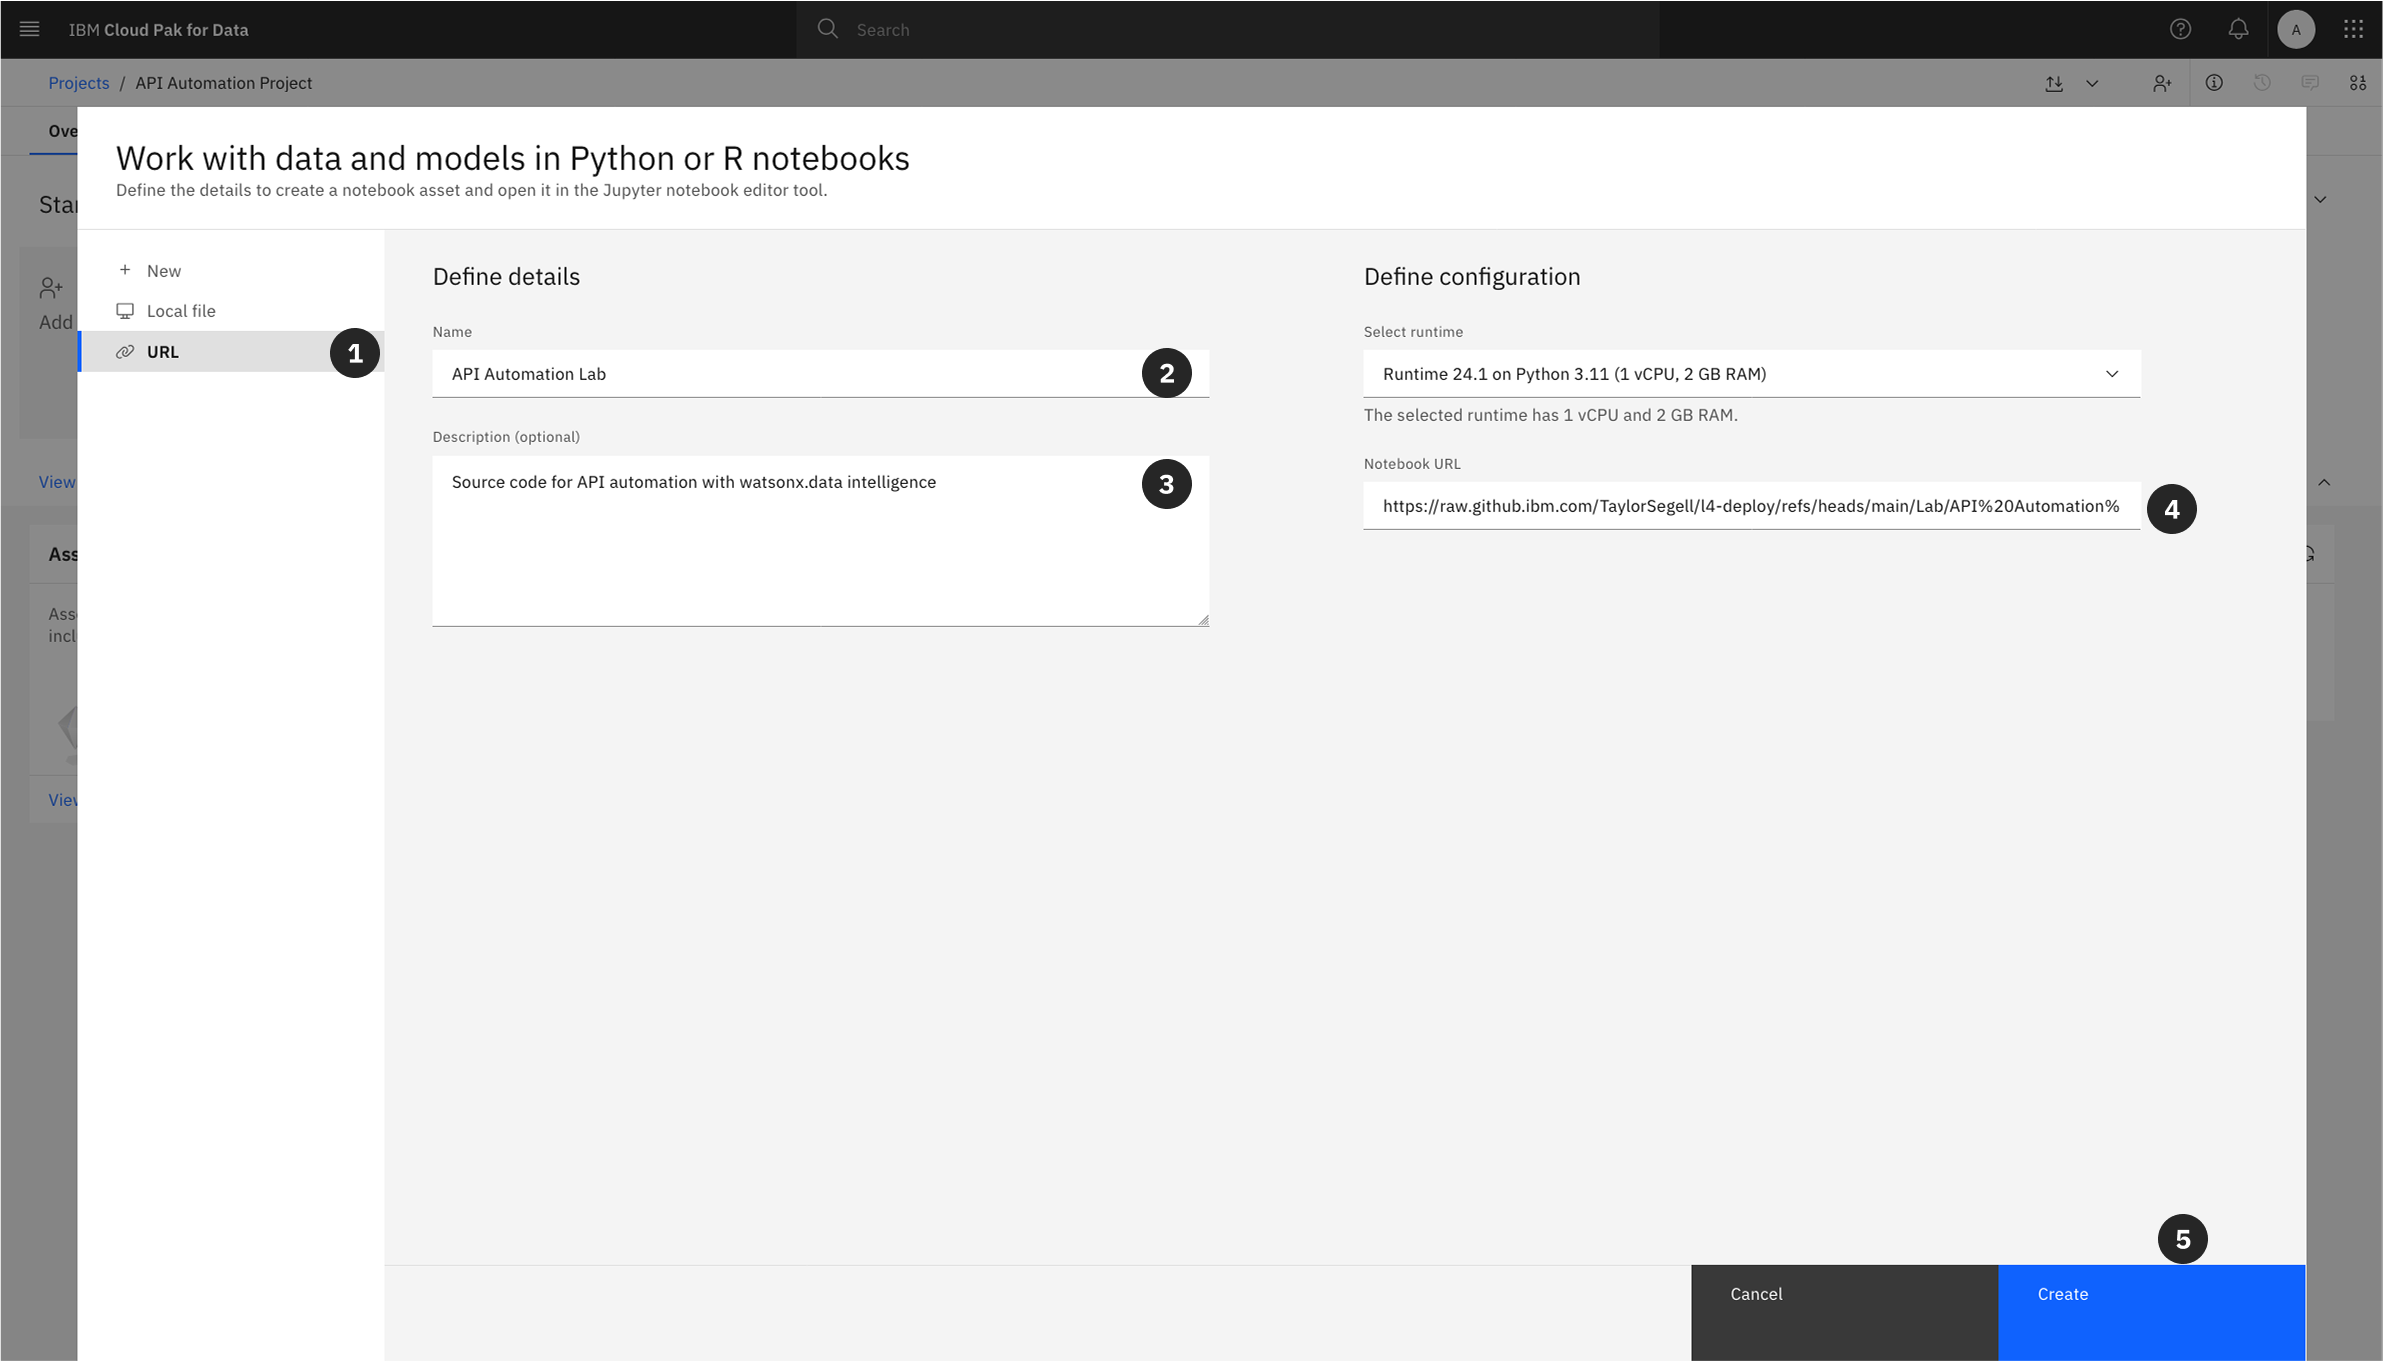 IBM Cloud Pak for Data
Search
A
Projects / API Automation Project
Ove
Work with data and models in Python or R notebooks
Define the details to create a notebook asset and open it in the Jupyter notebook editor tool.
Star
Add
View
Ass
Asse
incl
View
+ New
Local file
URL
1
Define details
Name
API Automation Lab
2
Description (optional)
Source code for API automation with watsonx.data intelligence
3
Define configuration
Select runtime
Runtime 24.1 on Python 3.11 (1 vCPU, 2 GB RAM)
The selected runtime has 1 vCPU and 2 GB RAM.
Notebook URL
https://raw.github.ibm.com/TaylorSegell/l4-deploy/refs/heads/main/Lab/API%20Automation%
4
5
Cancel
Create